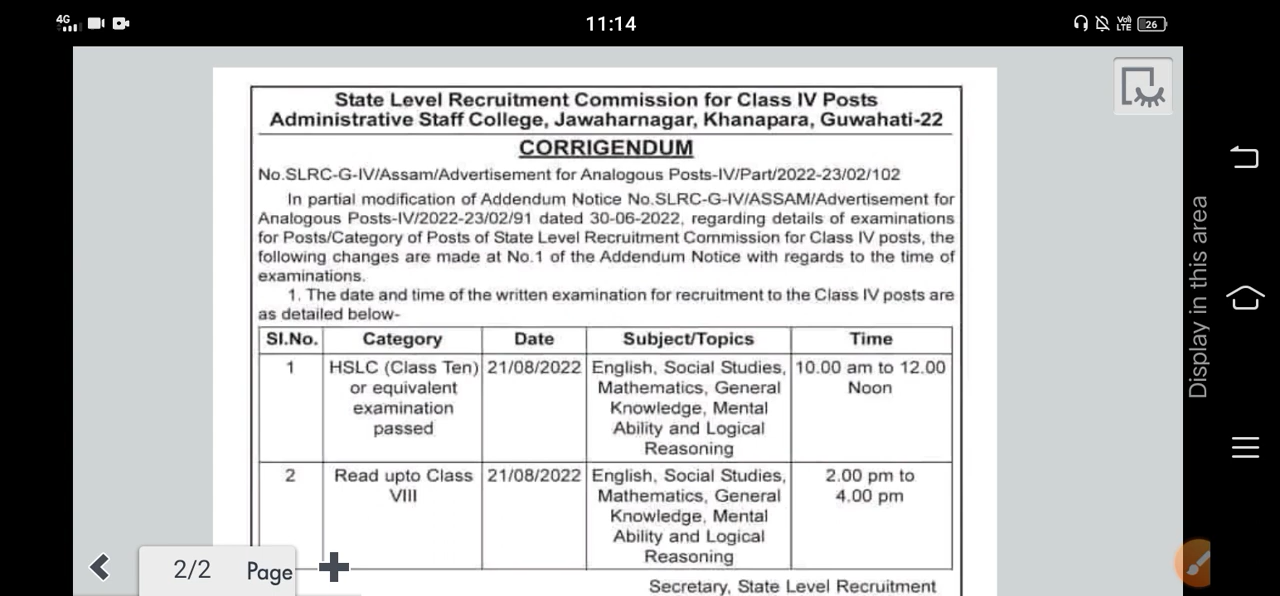 4G
11:14
Vo) LTE 26
State Level Recruitment Commission for Class IV Posts
Administrative Staff College, Jawaharnagar, Khanapara, Guwahati-22
CORRIGENDUM
No.SLRC-G-IV/Assam/Advertisement for Analogous Posts-IV/Part/2022-23/02/102
In partial modification of Addendum Notice No.SLRC-G-IV/ASSAM/Advertisement for
Analogous Posts-IV/2022-23/02/91 dated 30-06-2022, regarding details of examinations
for Posts/Category of Posts of State Level Recruitment Commission for Class IV posts, the
following changes are made at No.1 of the Addendum Notice with regards to the time of
examinations.
1. The date and time of the written examination for recruitment to the Class IV posts are
as detailed below-
Sl.No. Category Date Subject/Topics Time
1 HSLC (Class Ten) 21/08/2022 English, Social Studies, 10.00 am to 12.00
or equivalent Mathematics, General Noon
examination Knowledge, Mental
passed Ability and Logical
Reasoning
2 Read upto Class 21/08/2022 English, Social Studies, 2.00 pm to
VIII Mathematics, General 4.00 pm
Knowledge, Mental
Ability and Logical
Reasoning
Secretary, State Level Recruitment
2/2 Page
Display in this area